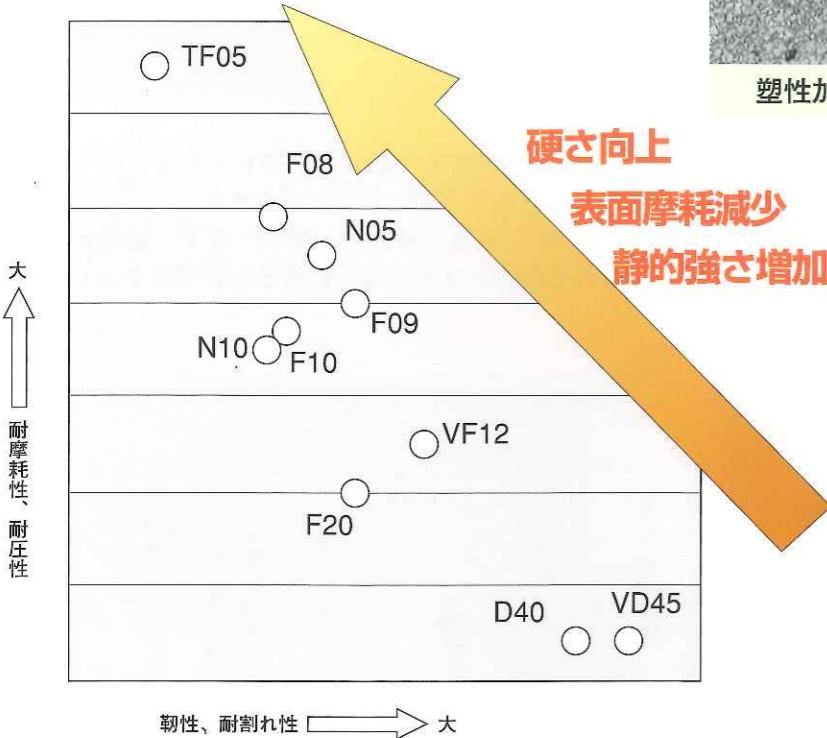 TF05
塑性加
硬さ向上
F08
表面摩耗減少
N05
静的強さ増加
大
F09
N10
F10
耐摩耗性、耐圧性
VF12
F20
D40
VD45
靭性、耐割れ性
大